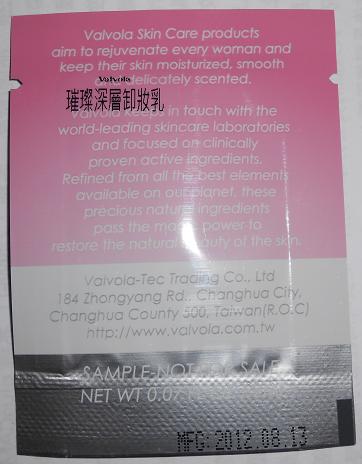 Valvola Skin Care products
aim to rejuvenate every woman and
keep their skin moisturized, smooth
Valvola
delicately scented.
璀璨深層卸妝乳
Valvola keeps in touch with the
world-leading skincare laboratories
and focused on clinically
proven active ingredients.
Refined from all the best elements
available on our planet, these
precious natural ingredients
pass the power to
restore the natural beauty of the skin.
Valvola-Tec Trading Co., Ltd
184 Zhongyang Rd., Changhua City,
Changhua County 500, Taiwan(R.O.C)
http://www.valvola.com.tw
SAMPLE-NOT FOR SALE
NET WT 0.07
MFG:2012.08.13